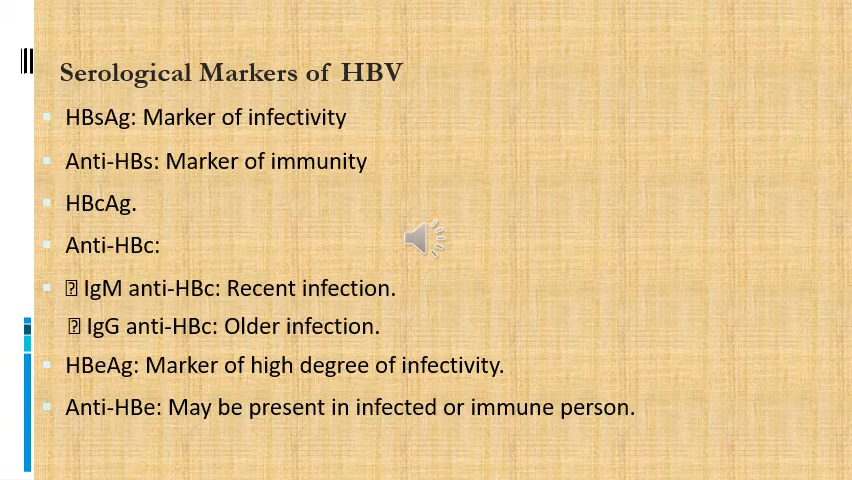 Serological Markers of HBV
HBsAg: Marker of infectivity
Anti-HBs: Marker of immunity
HBcAg.
Anti-HBc:
IgM anti-HBc: Recent infection.
IgG anti-HBc: Older infection.
HBeAg: Marker of high degree of infectivity.
Anti-HBe: May be present in infected or immune person.